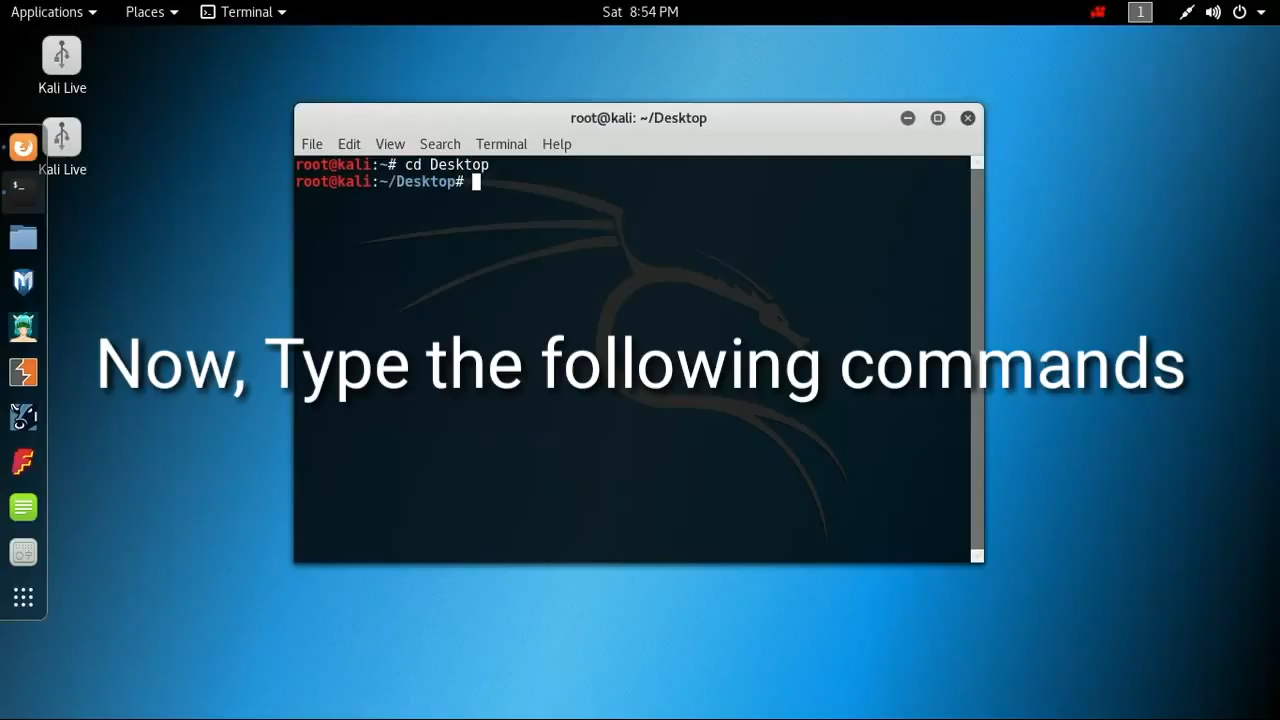 Applications Places Terminal Sat 8:54 PM 1
Kali Live
Kali Live
root@kali: ~/Desktop
File Edit View Search Terminal Help
root@kali:~# cd Desktop
root@kali:~/Desktop#
Now, Type the following commands